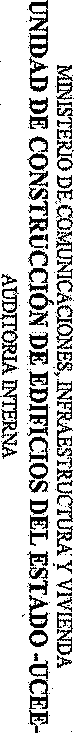 MINISTERIO DE COMUNICACIONES, INFRAESTRUCTURA Y VIVIENDA
UNIDAD DE CONSTRUCCIÓN DE EDIFICIOS DEL ESTADO -UCEE-
AUDITORIA INTERNA